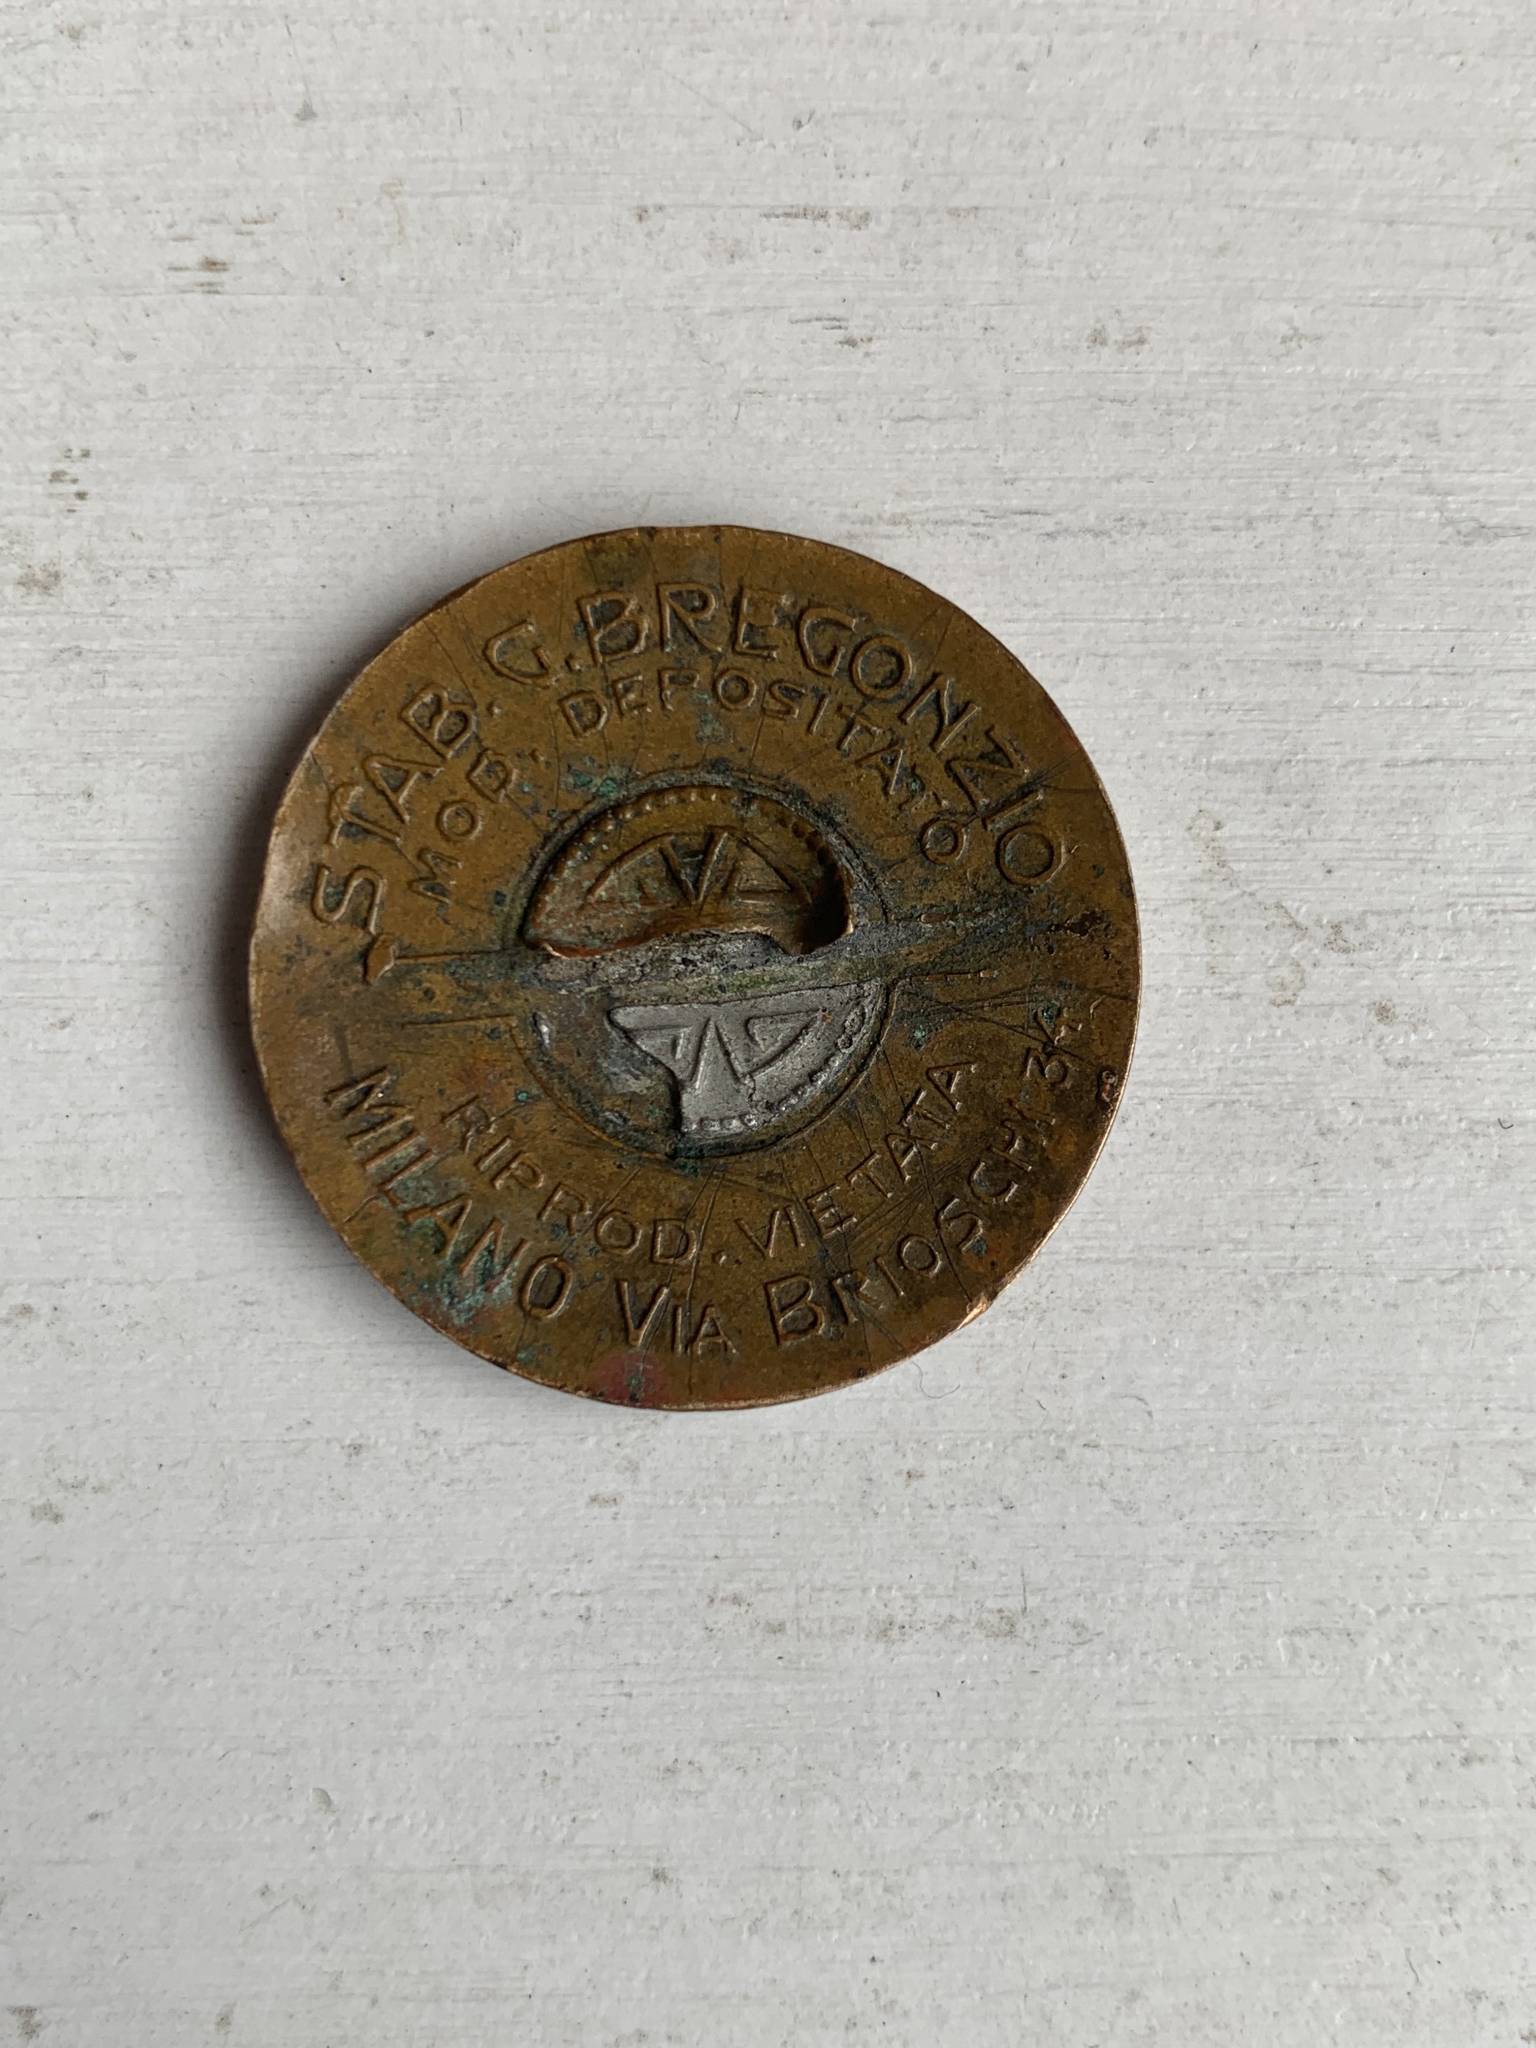 STAB. G. BREGONZIO
MOD. DEPOSITATO
RIPROD. VIETATA
MILANO VIA BRIOSCHI 34